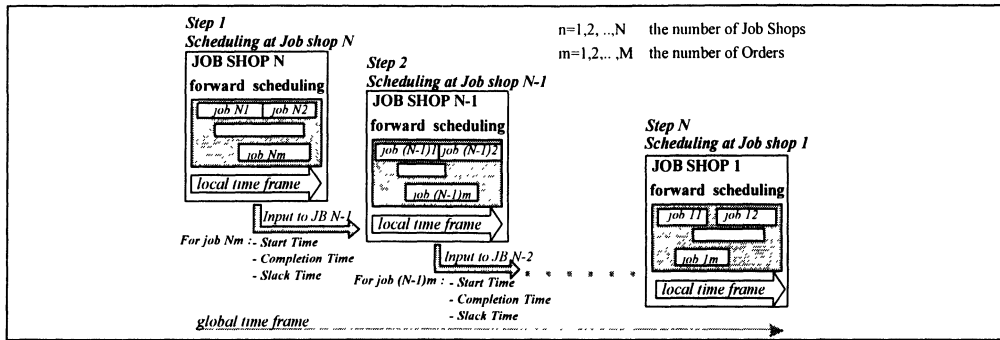 Step 1
Scheduling at Job shop N
JOB SHOP N
forward scheduling
job N1 job N2
job Nm
local time frame
Input to JB N-1
For job Nm : - Start Time
- Completion Time
- Slack Time
n=1,2, ..,N the number of Job Shops
m=1,2,.. ,M the number of Orders
Step 2
Scheduling at Job shop N-1
JOB SHOP N-1
forward scheduling
job (N-1)1 job (N-1)2
job (N-1)m
local time frame
Input to JB N-2
For job (N-1)m : - Start Time
- Completion Time
- Slack Time
Step N
Scheduling at Job shop 1
JOB SHOP 1
forward scheduling
job 11 job 12
job 1m
local time frame
global time frame